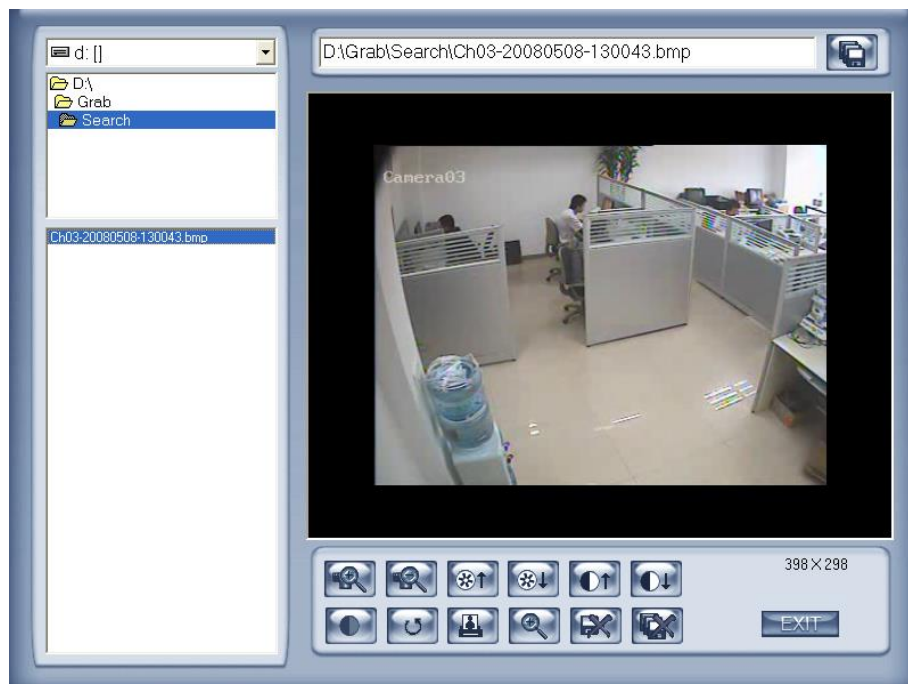 d: []
D:\Grab\Search\Ch03-20080508-130043.bmp
D:\
Grab
Search
Ch03-20080508-130043.bmp
Camera03
398×298
EXIT